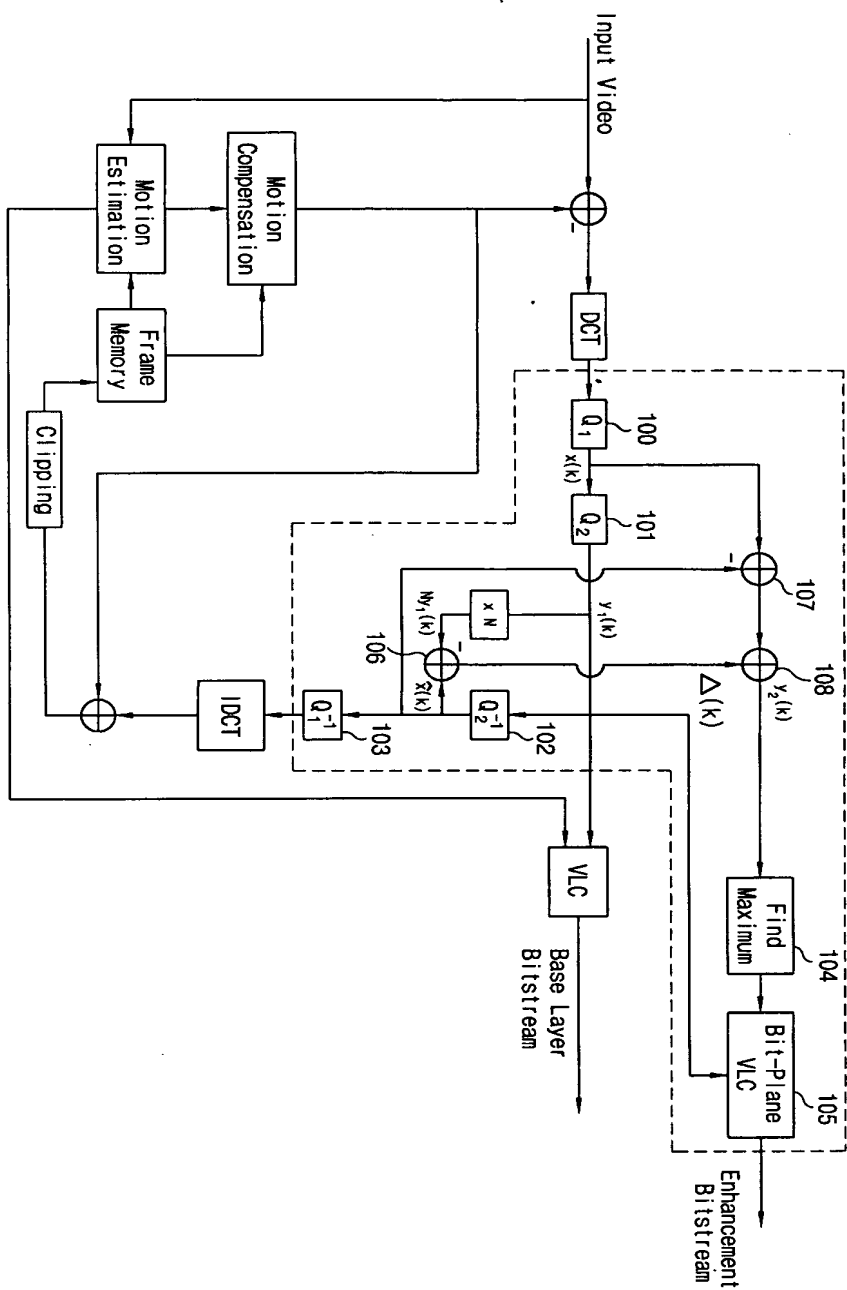 Input Video
DCT
100
Q₁
x(k)
101
Q₂
-
107
108
y₂(k)
Δ(k)
Find
Maximum
104
Bit-Plane
VLC
105
Enhancement
Bitstream
y₁(k)
x N
Ny₁(k)
-
106
x̂(k)
Q₂⁻¹
102
Q₁⁻¹
103
IDCT
VLC
Base Layer
Bitstream
-
Motion
Compensation
Motion
Estimation
Frame
Memory
Clipping